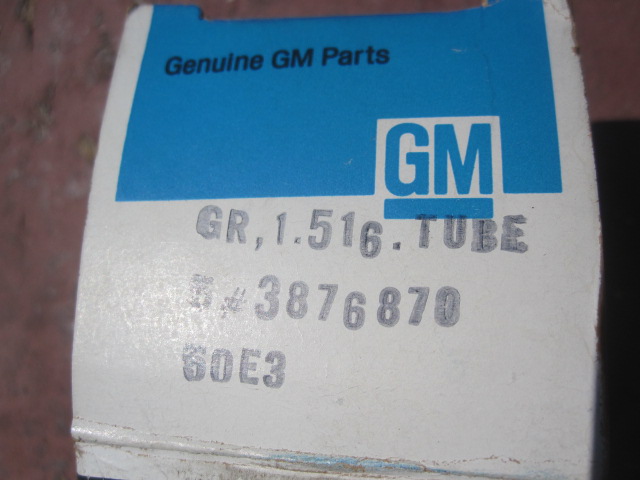 Genuine GM Parts
GM
GR,1.516.TUBE
# 3876870
60E3